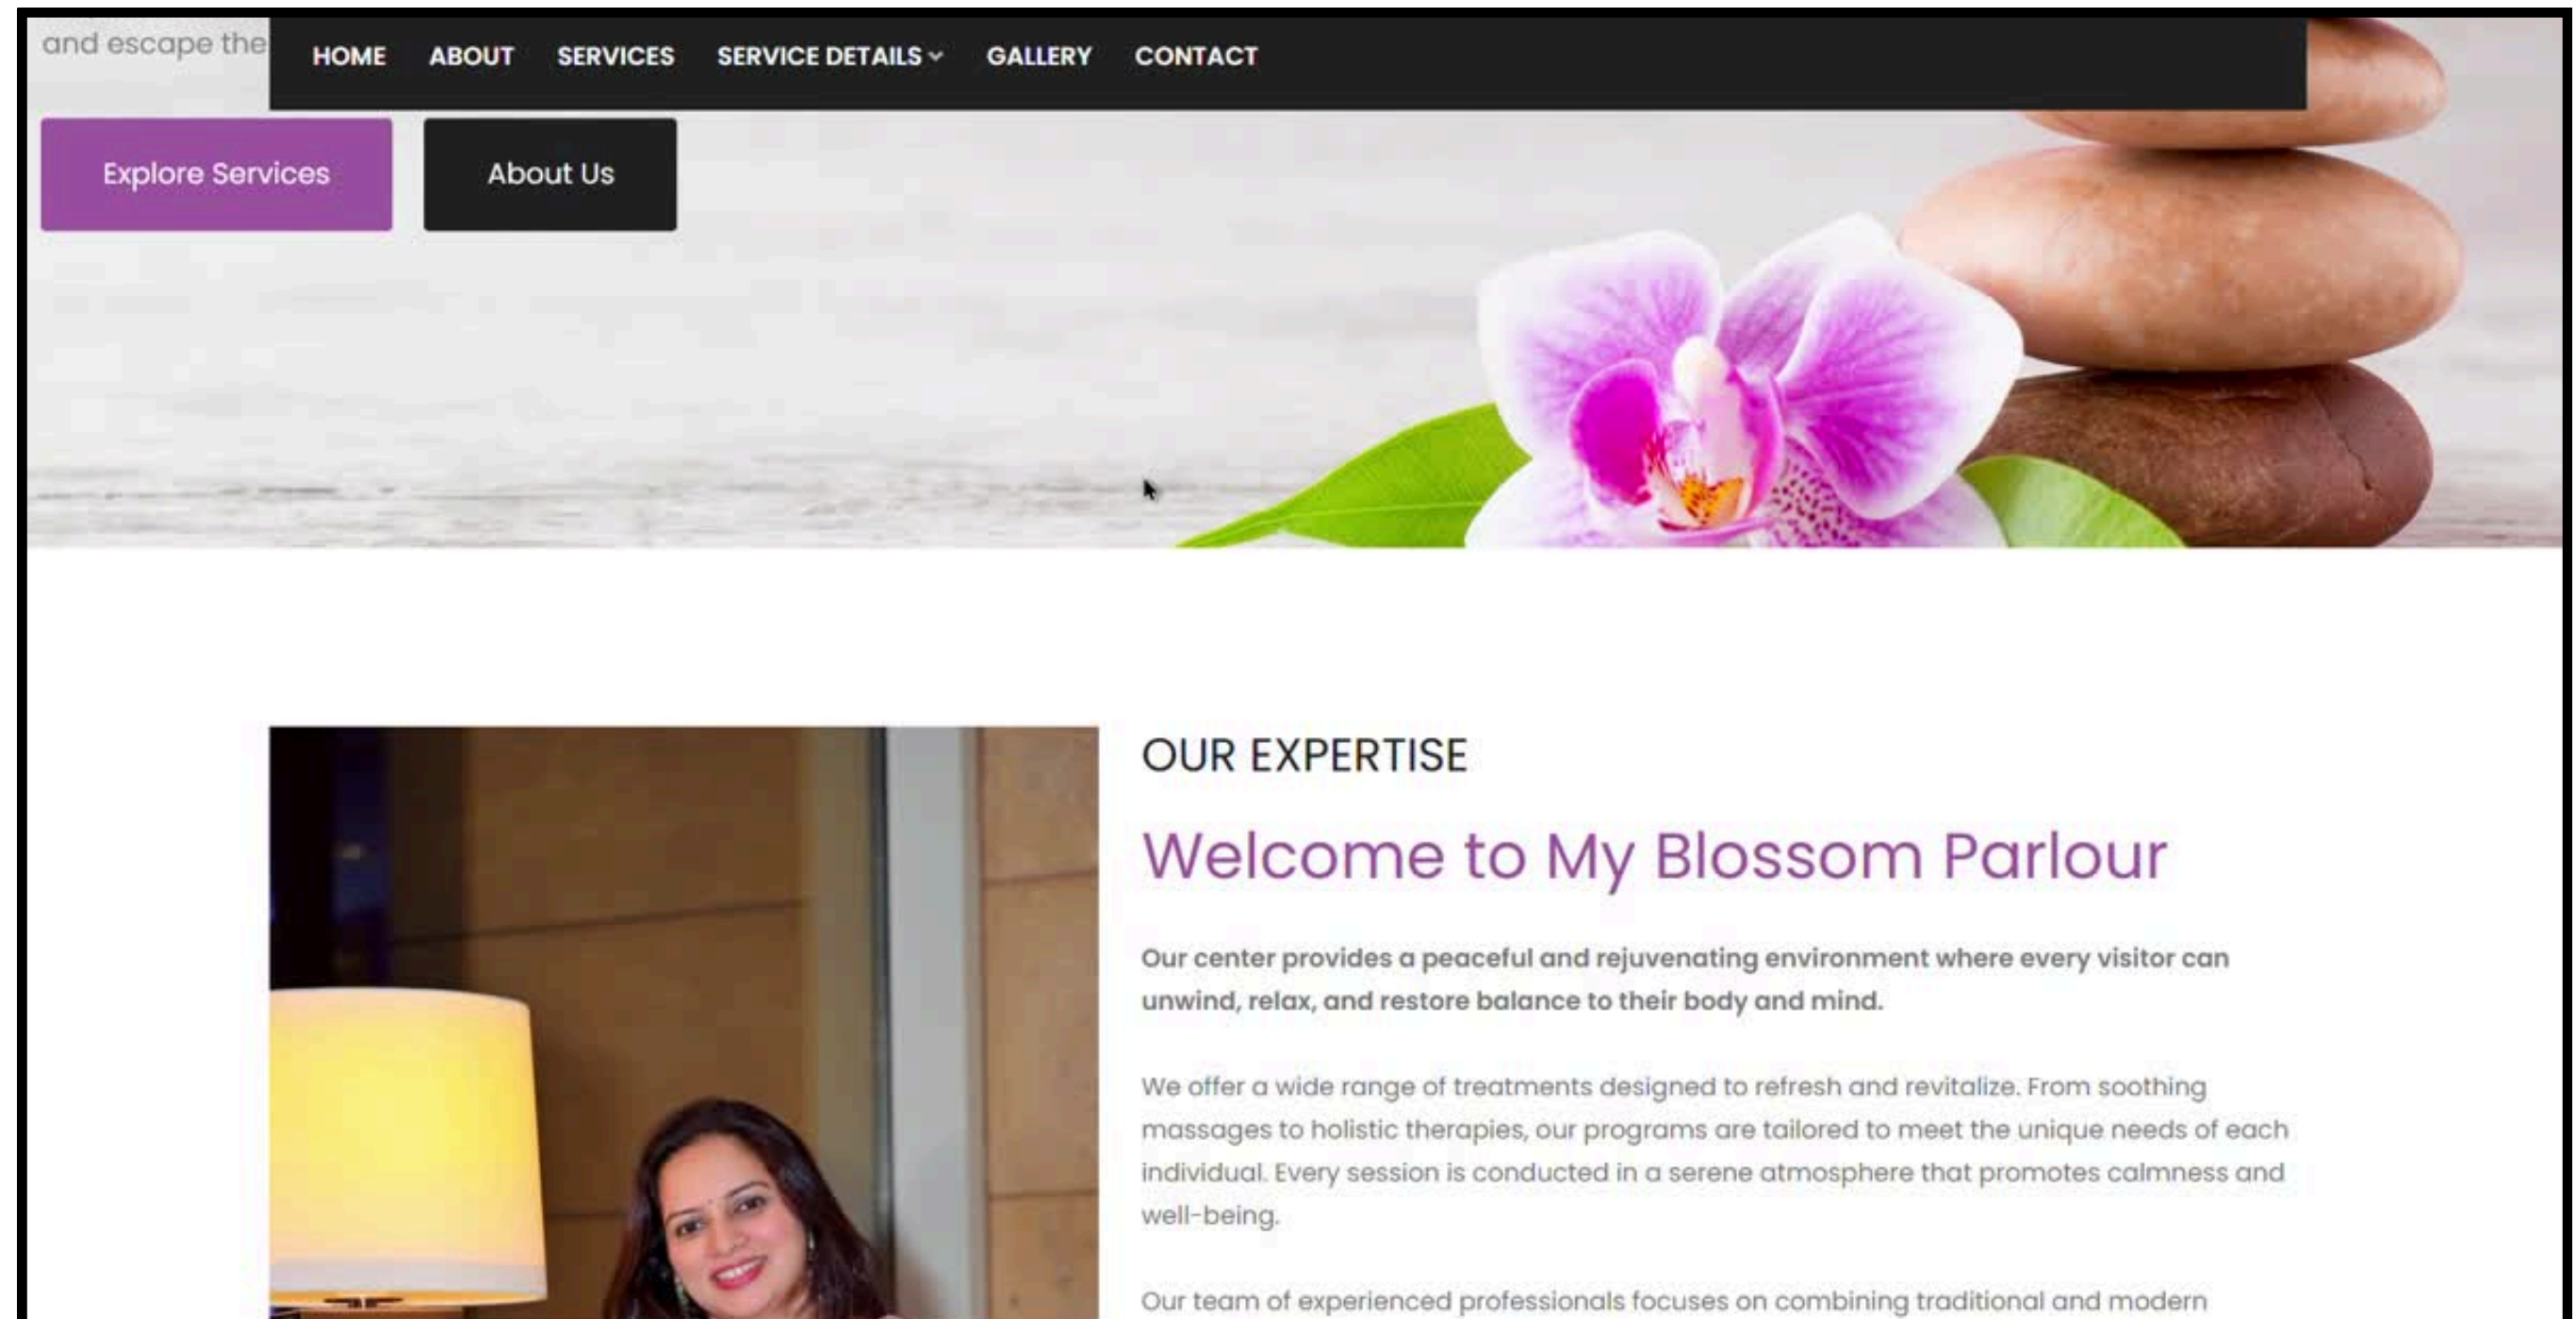 and escape the
HOME ABOUT SERVICES SERVICE DETAILS GALLERY CONTACT
Explore Services About Us
OUR EXPERTISE
Welcome to My Blossom Parlour
Our center provides a peaceful and rejuvenating environment where every visitor can
unwind, relax, and restore balance to their body and mind.
We offer a wide range of treatments designed to refresh and revitalize. From soothing
massages to holistic therapies, our programs are tailored to meet the unique needs of each
individual. Every session is conducted in a serene atmosphere that promotes calmness and
well-being.
Our team of experienced professionals focuses on combining traditional and modern